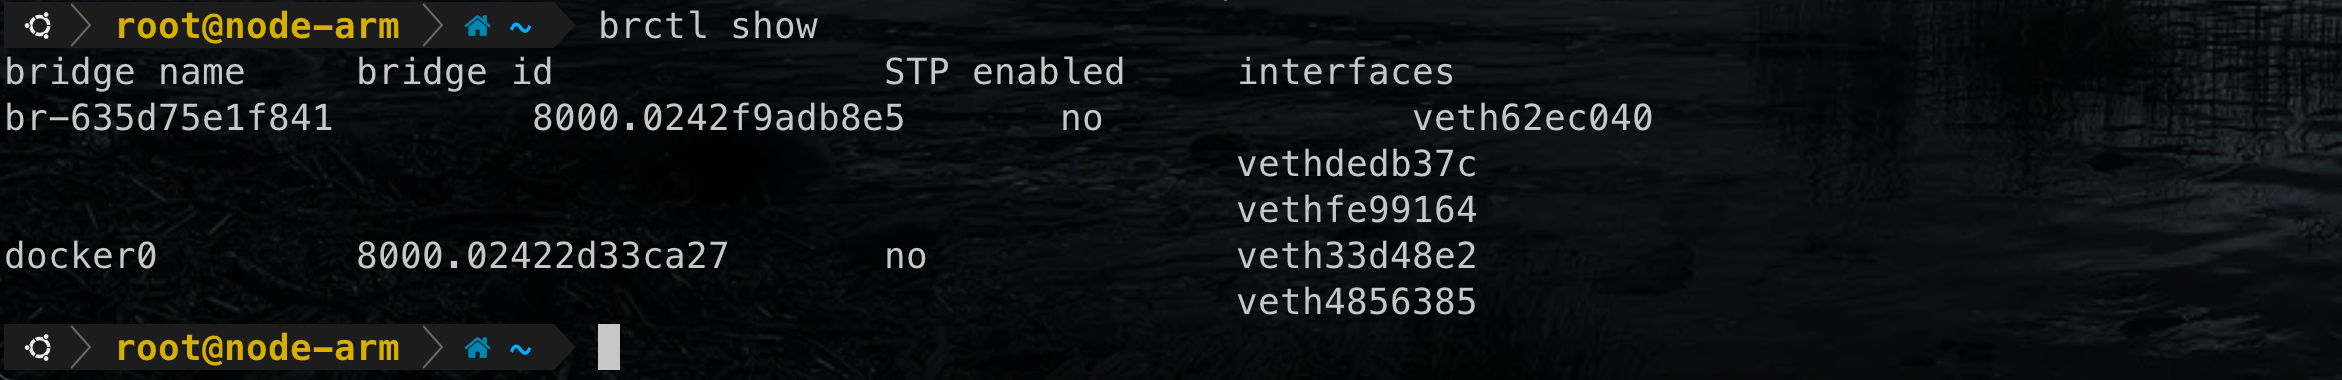 root@node-arm ~ brctl show
bridge name bridge id STP enabled interfaces
br-635d75e1f841 8000.0242f9adb8e5 no veth62ec040
vethdedb37c
vethfe99164
docker0 8000.02422d33ca27 no veth33d48e2
veth4856385
root@node-arm ~